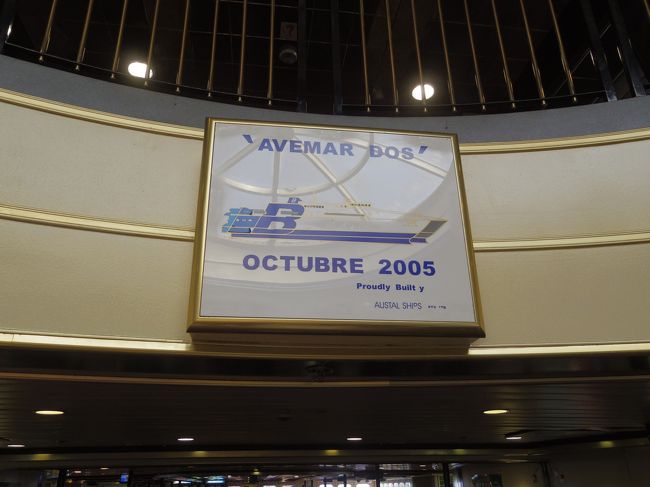 'AVEMAR DOS'
B
OCTUBRE 2005
Proudly Built y
AUSTAL SHIPS